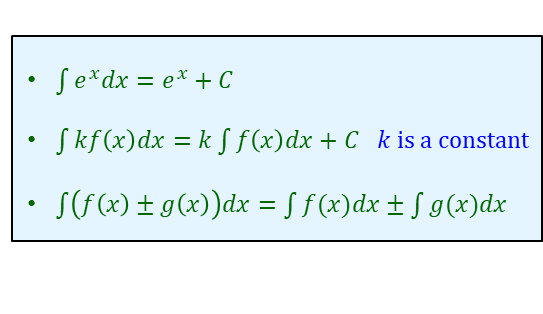 • ∫ eˣdx = eˣ + C
• ∫ kf(x)dx = k ∫ f(x)dx + C k is a constant
• ∫(f(x) ± g(x))dx = ∫ f(x)dx ± ∫ g(x)dx